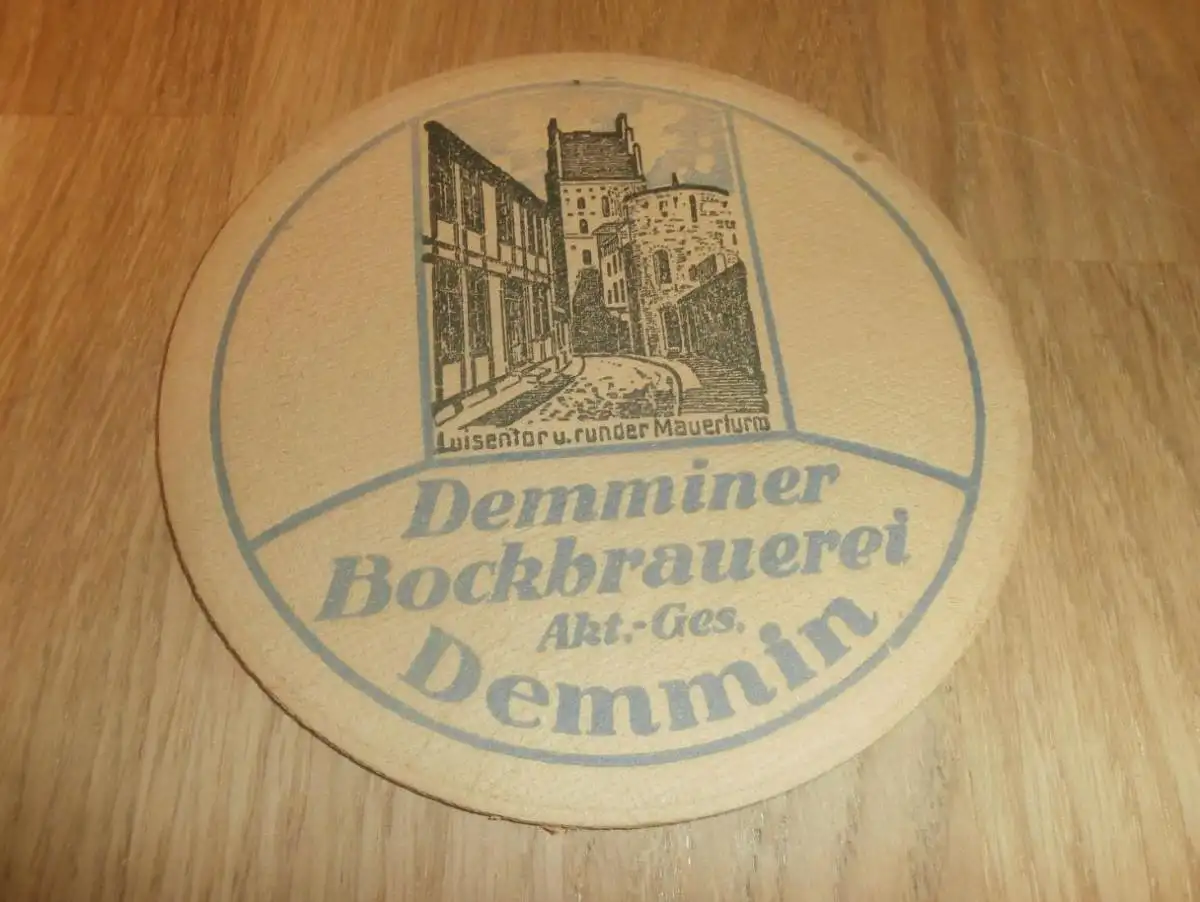 Luisentor u. runder Mauerturm
Demminer
Bockbrauerei
Akt.-Ges.
Demmin